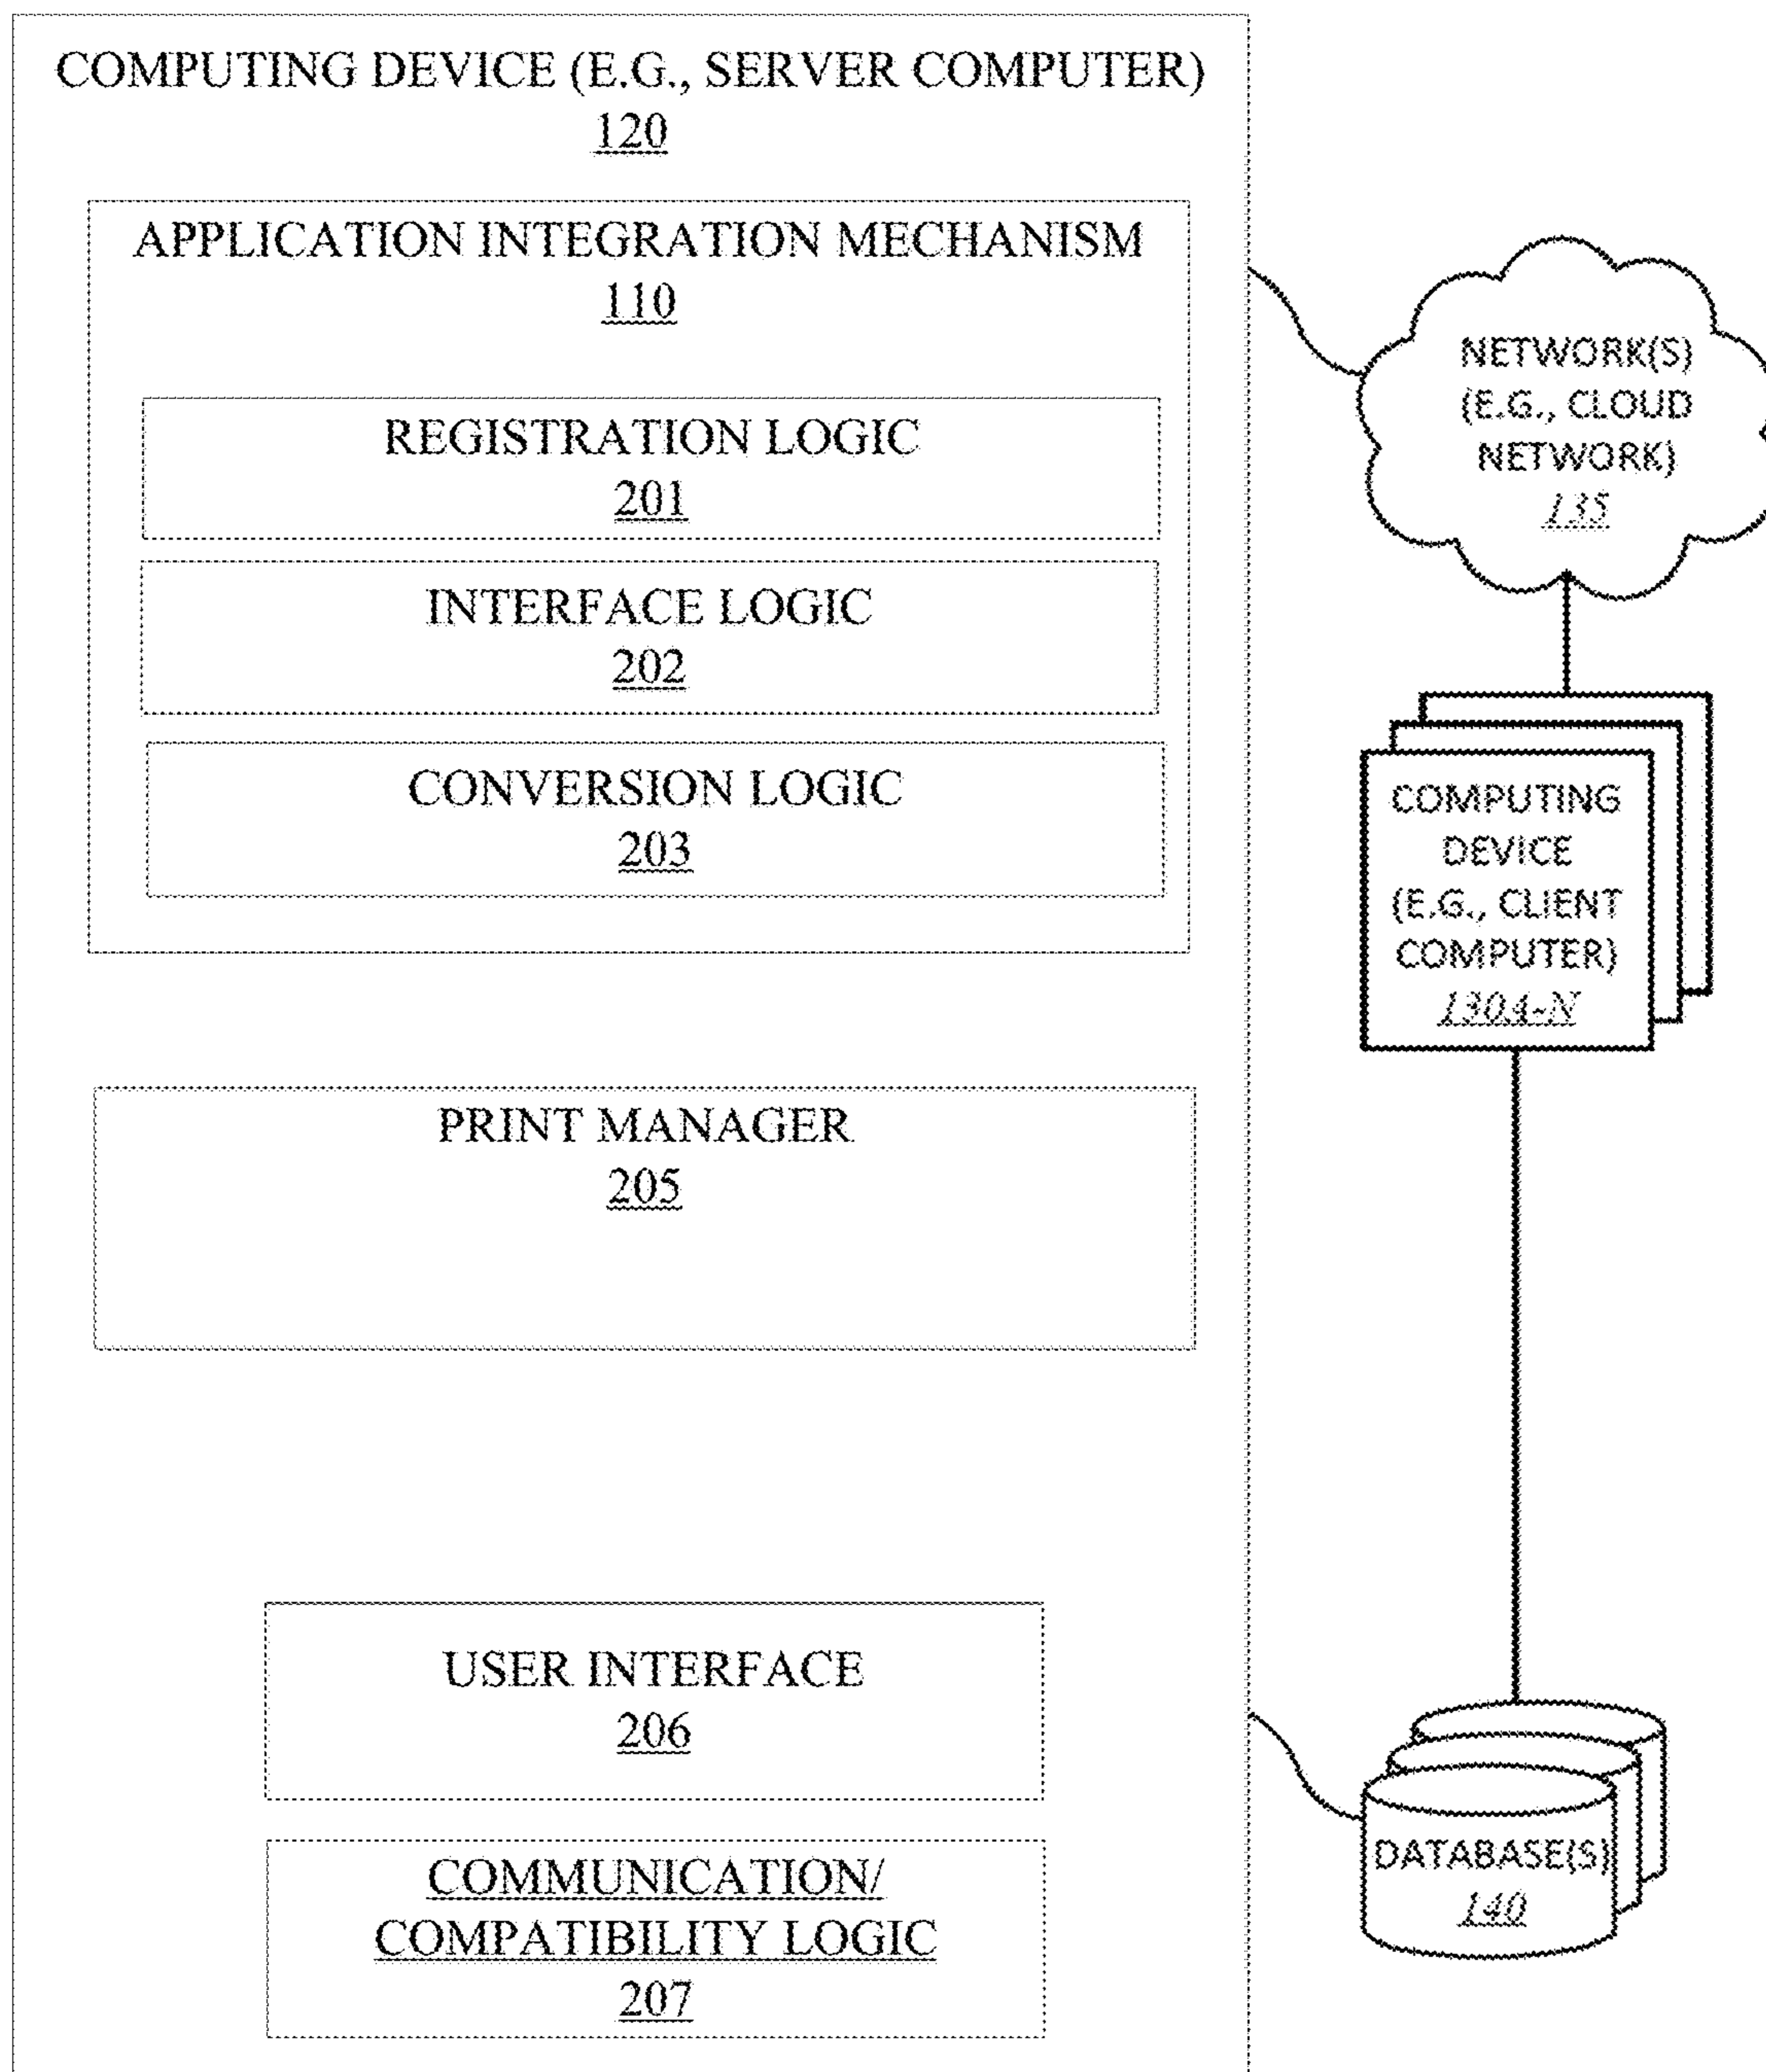 COMPUTING DEVICE (E.G., SERVER COMPUTER)
120
APPLICATION INTEGRATION MECHANISM
110
REGISTRATION LOGIC
201
INTERFACE LOGIC
202
CONVERSION LOGIC
203
PRINT MANAGER
205
USER INTERFACE
206
COMMUNICATION/
COMPATIBILITY LOGIC
207
NETWORK(S)
(E.G., CLOUD
NETWORK)
135
COMPUTING
DEVICE
(E.G., CLIENT
COMPUTER)
130A-N
DATABASE(S)
140